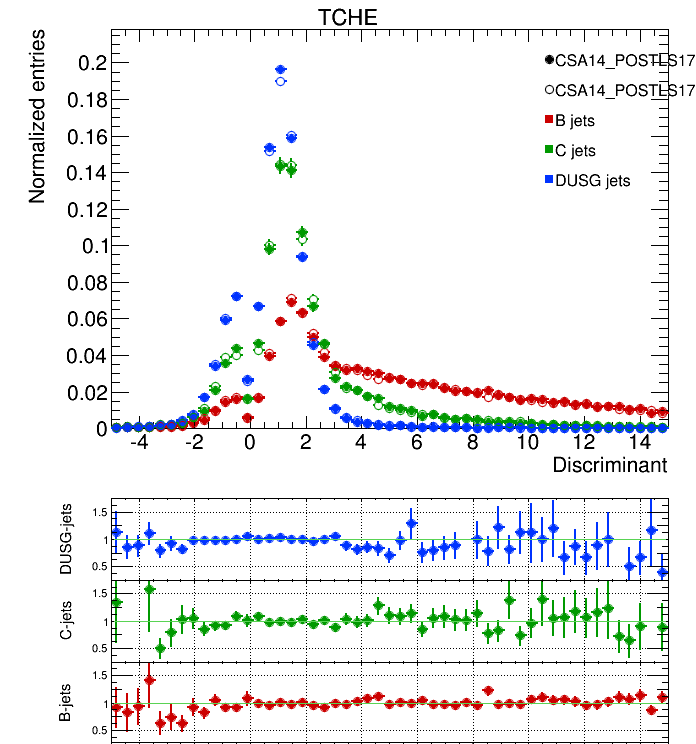 TCHE
Normalized entries
0.2
0.18
0.16
0.14
0.12
0.1
0.08
0.06
0.04
0.02
0
CSA14_POSTLS17
CSA14_POSTLS17
B jets
C jets
DUSG jets
-4 -2 0 2 4 6 8 10 12 14
Discriminant
DUSG-jets
1.5
1
0.5
C-jets
1.5
1
0.5
B-jets
1.5
1
0.5